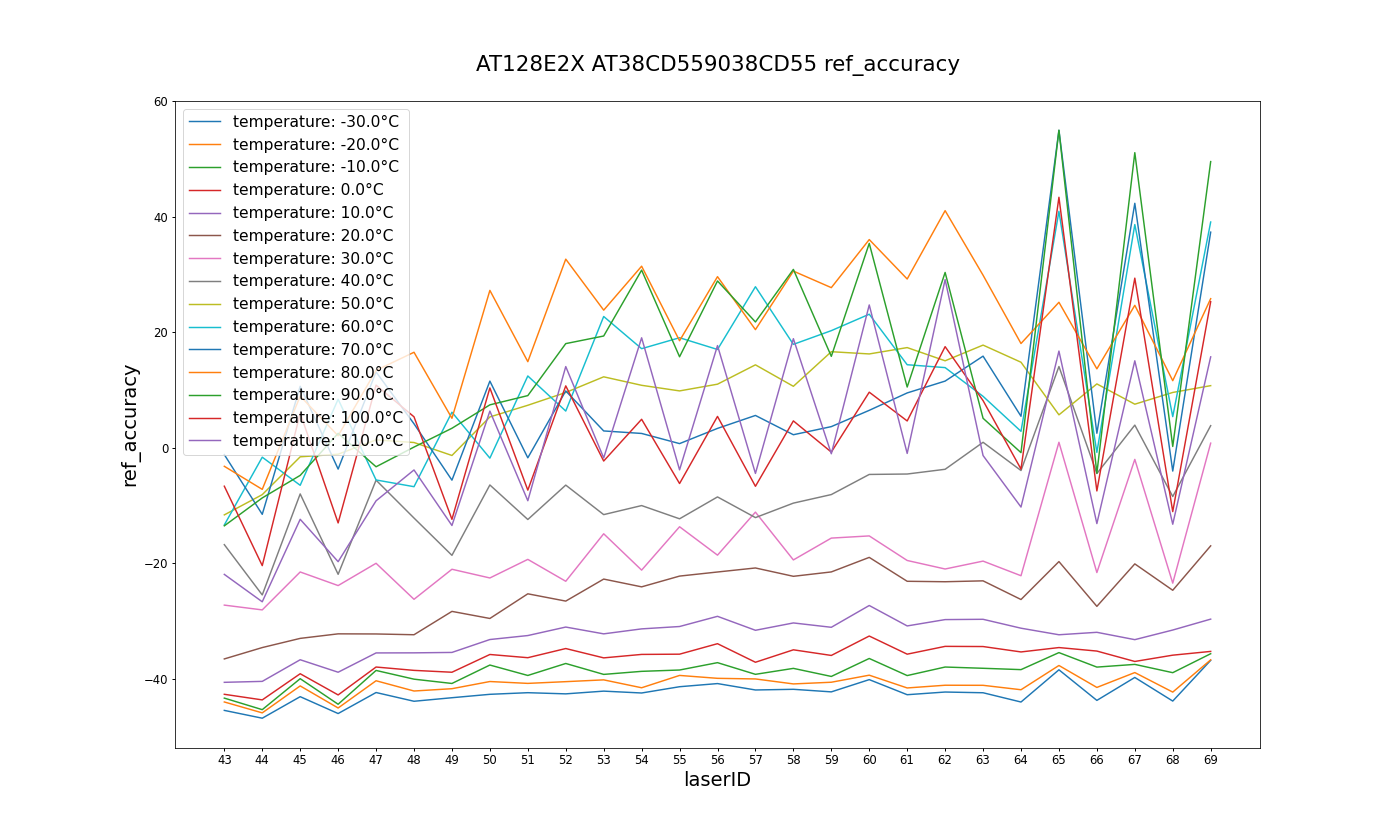 AT128E2X AT38CD559038CD55 ref_accuracy
60
40
20
0
−20
−40
ref_accuracy
temperature: -30.0°C
temperature: -20.0°C
temperature: -10.0°C
temperature: 0.0°C
temperature: 10.0°C
temperature: 20.0°C
temperature: 30.0°C
temperature: 40.0°C
temperature: 50.0°C
temperature: 60.0°C
temperature: 70.0°C
temperature: 80.0°C
temperature: 90.0°C
temperature: 100.0°C
temperature: 110.0°C
43 44 45 46 47 48 49 50 51 52 53 54 55 56 57 58 59 60 61 62 63 64 65 66 67 68 69
laserID